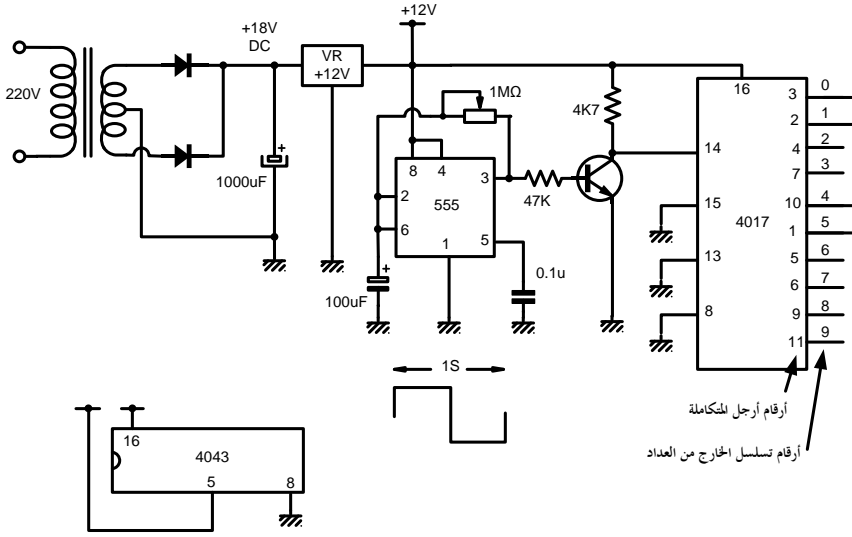 +12V
+18V
DC
220V
VR
+12V
1000uF
1MΩ
4K7
8 4
2
6
555
3
5
1
47K
100uF
0.1u
16
14
15
13
8
4017
3 0
2 1
4 2
7 3
10 4
1 5
5 6
6 7
9 8
11 9
1S
أرقام أرجل المتكاملة
أرقام تسلسل الخارج من العداد
16
4043
5
8